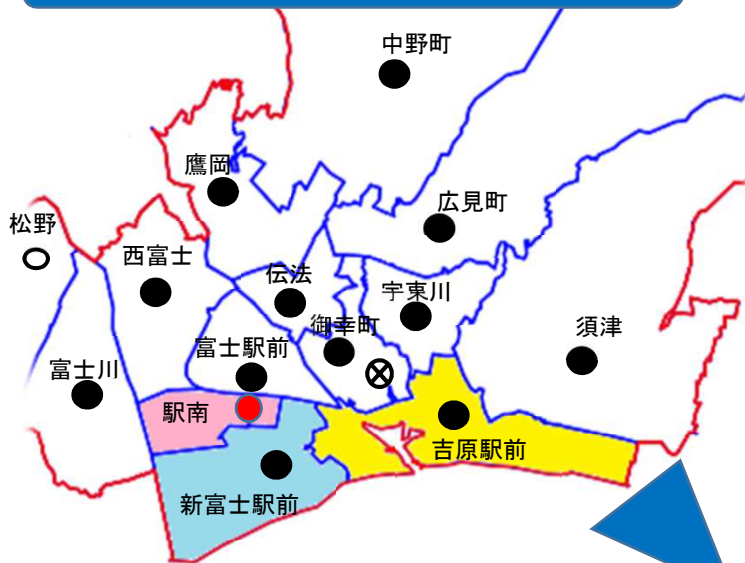 中野町
鷹岡
広見町
松野
西富士
伝法
宇東川
御幸町
須津
富士駅前
富士川
駅南
吉原駅前
新富士駅前